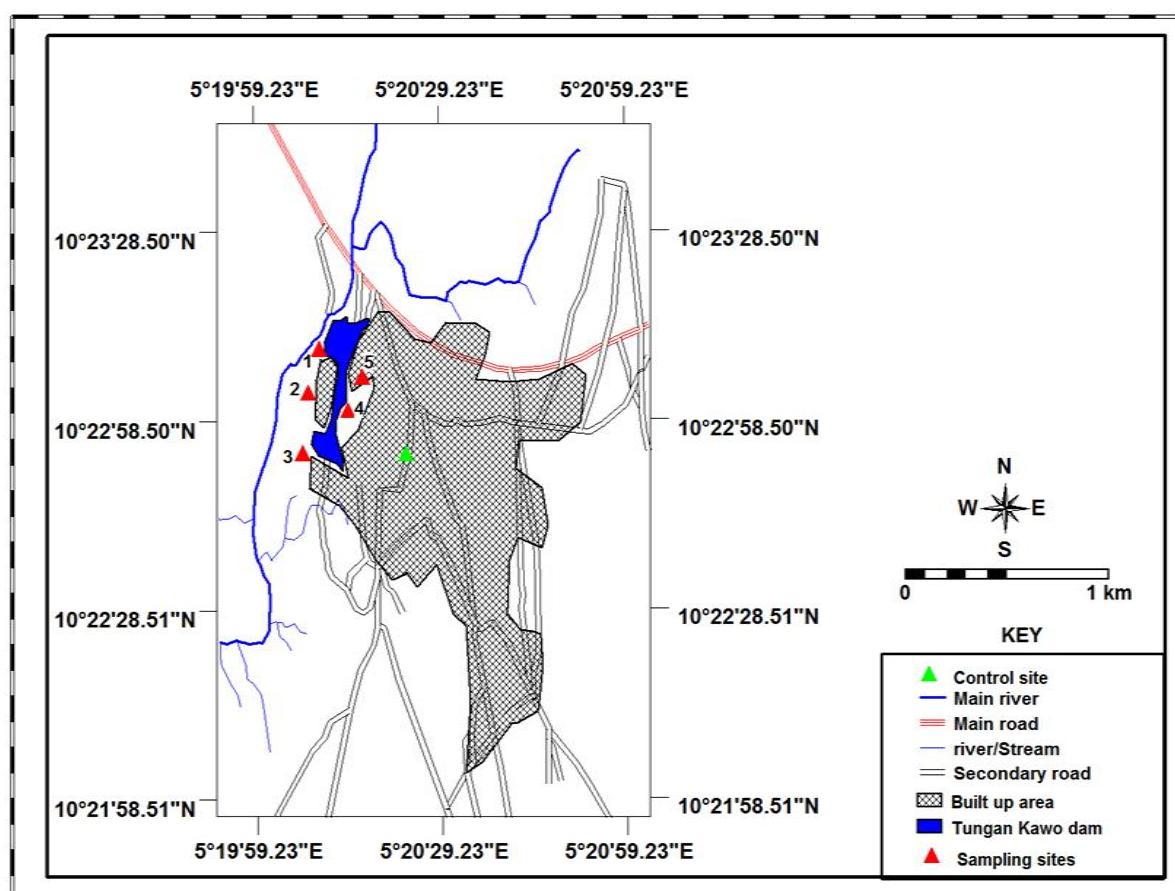 5°19'59.23"E 5°20'29.23"E 5°20'59.23"E
10°23'28.50"N 10°23'28.50"N
1
5
2
4
10°22'58.50"N 10°22'58.50"N
3
N
W E
S
0 1 km
10°22'28.51"N 10°22'28.51"N
KEY
Control site
Main river
Main road
river/Stream
Secondary road
Built up area
Tungan Kawo dam
Sampling sites
10°21'58.51"N 10°21'58.51"N
5°19'59.23"E 5°20'29.23"E 5°20'59.23"E